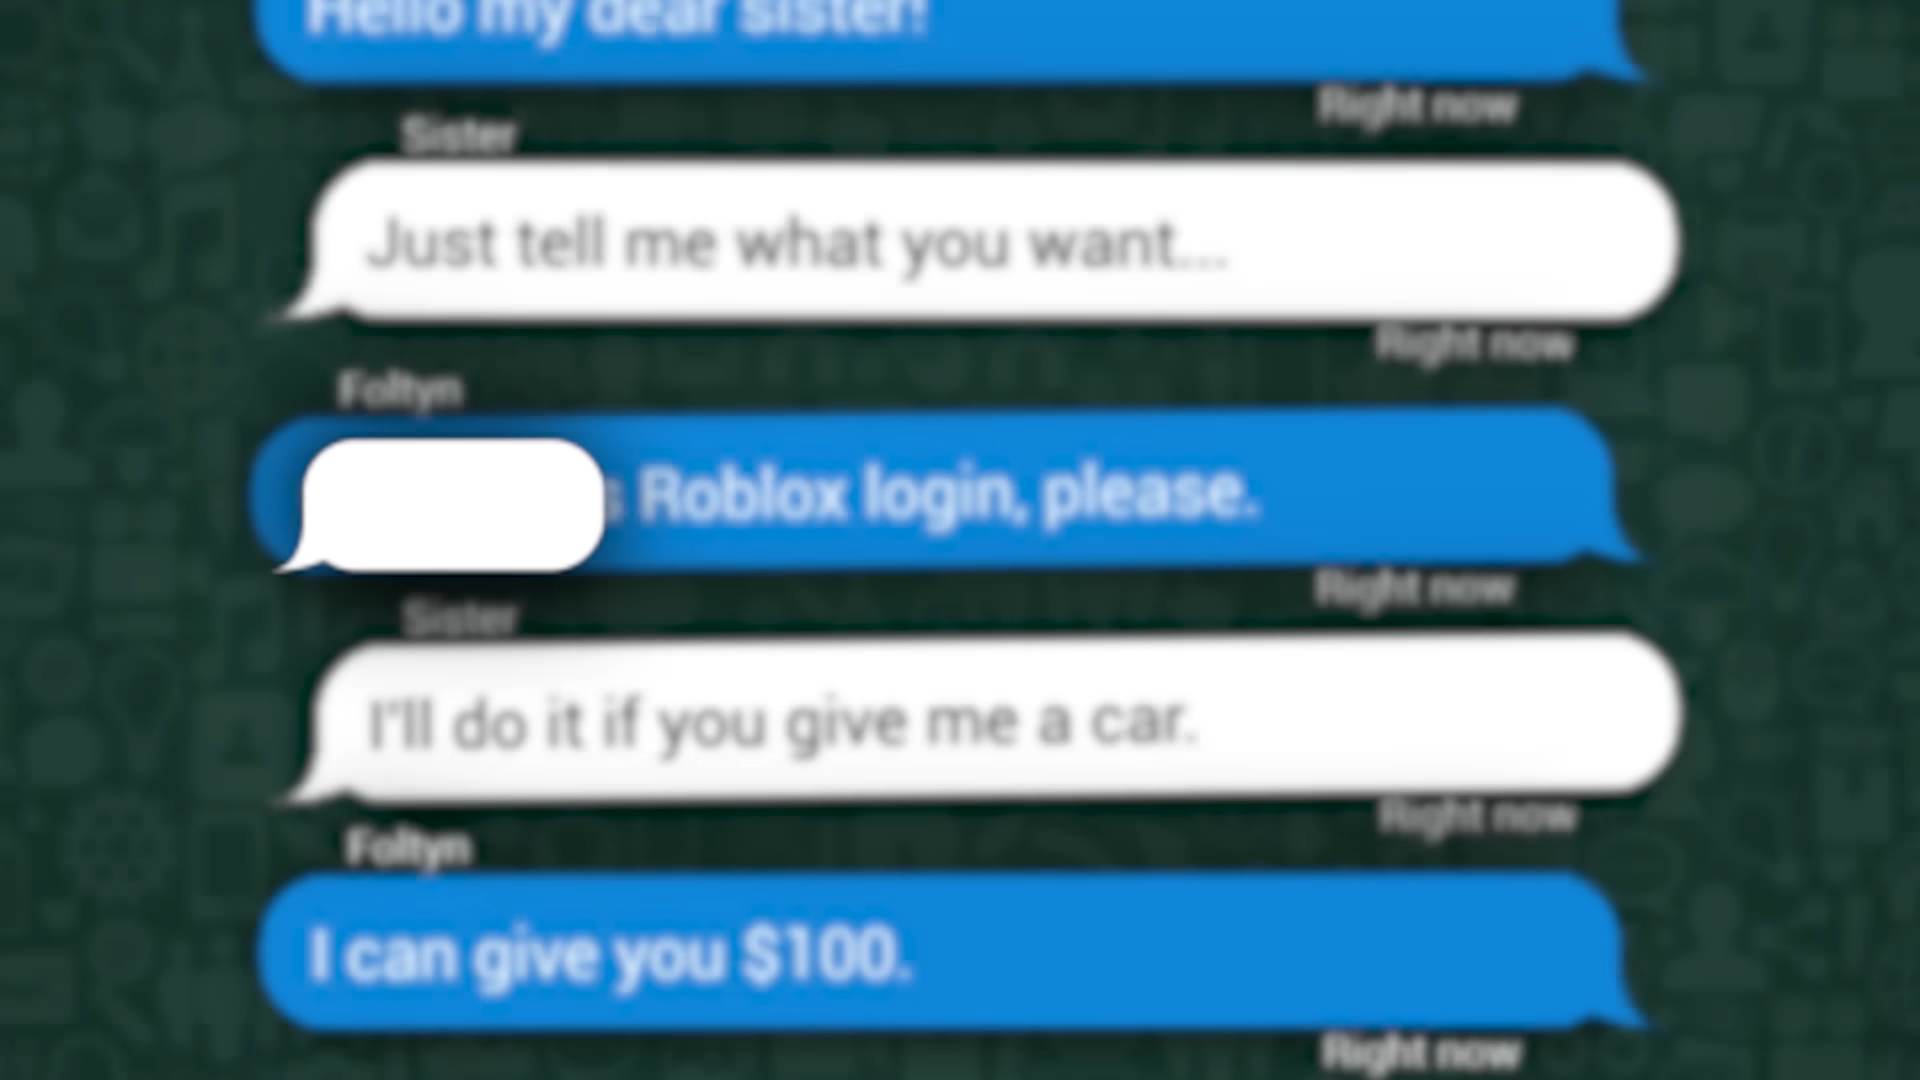 Hello my dear sister!
Right now
Sister
Just tell me what you want...
Right now
Foltyn
Roblox login, please.
Right now
Sister
I'll do it if you give me a car.
Right now
Foltyn
I can give you $100.
Right now